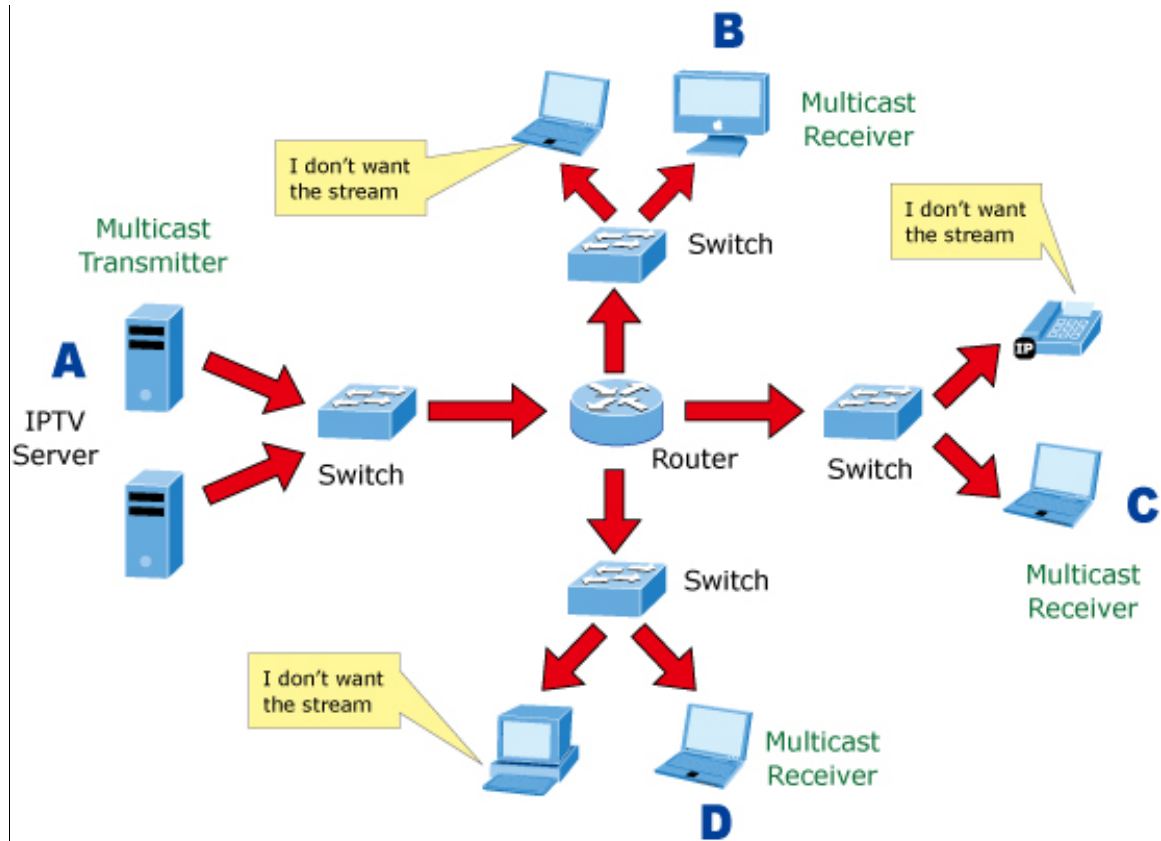 B
Multicast
Receiver
I don't want
the stream
I don't want
the stream
Switch
Multicast
Transmitter
A
IPTV
Server
IP
Switch
Router
Switch
C
Multicast
Receiver
Switch
I don't want
the stream
Multicast
Receiver
D